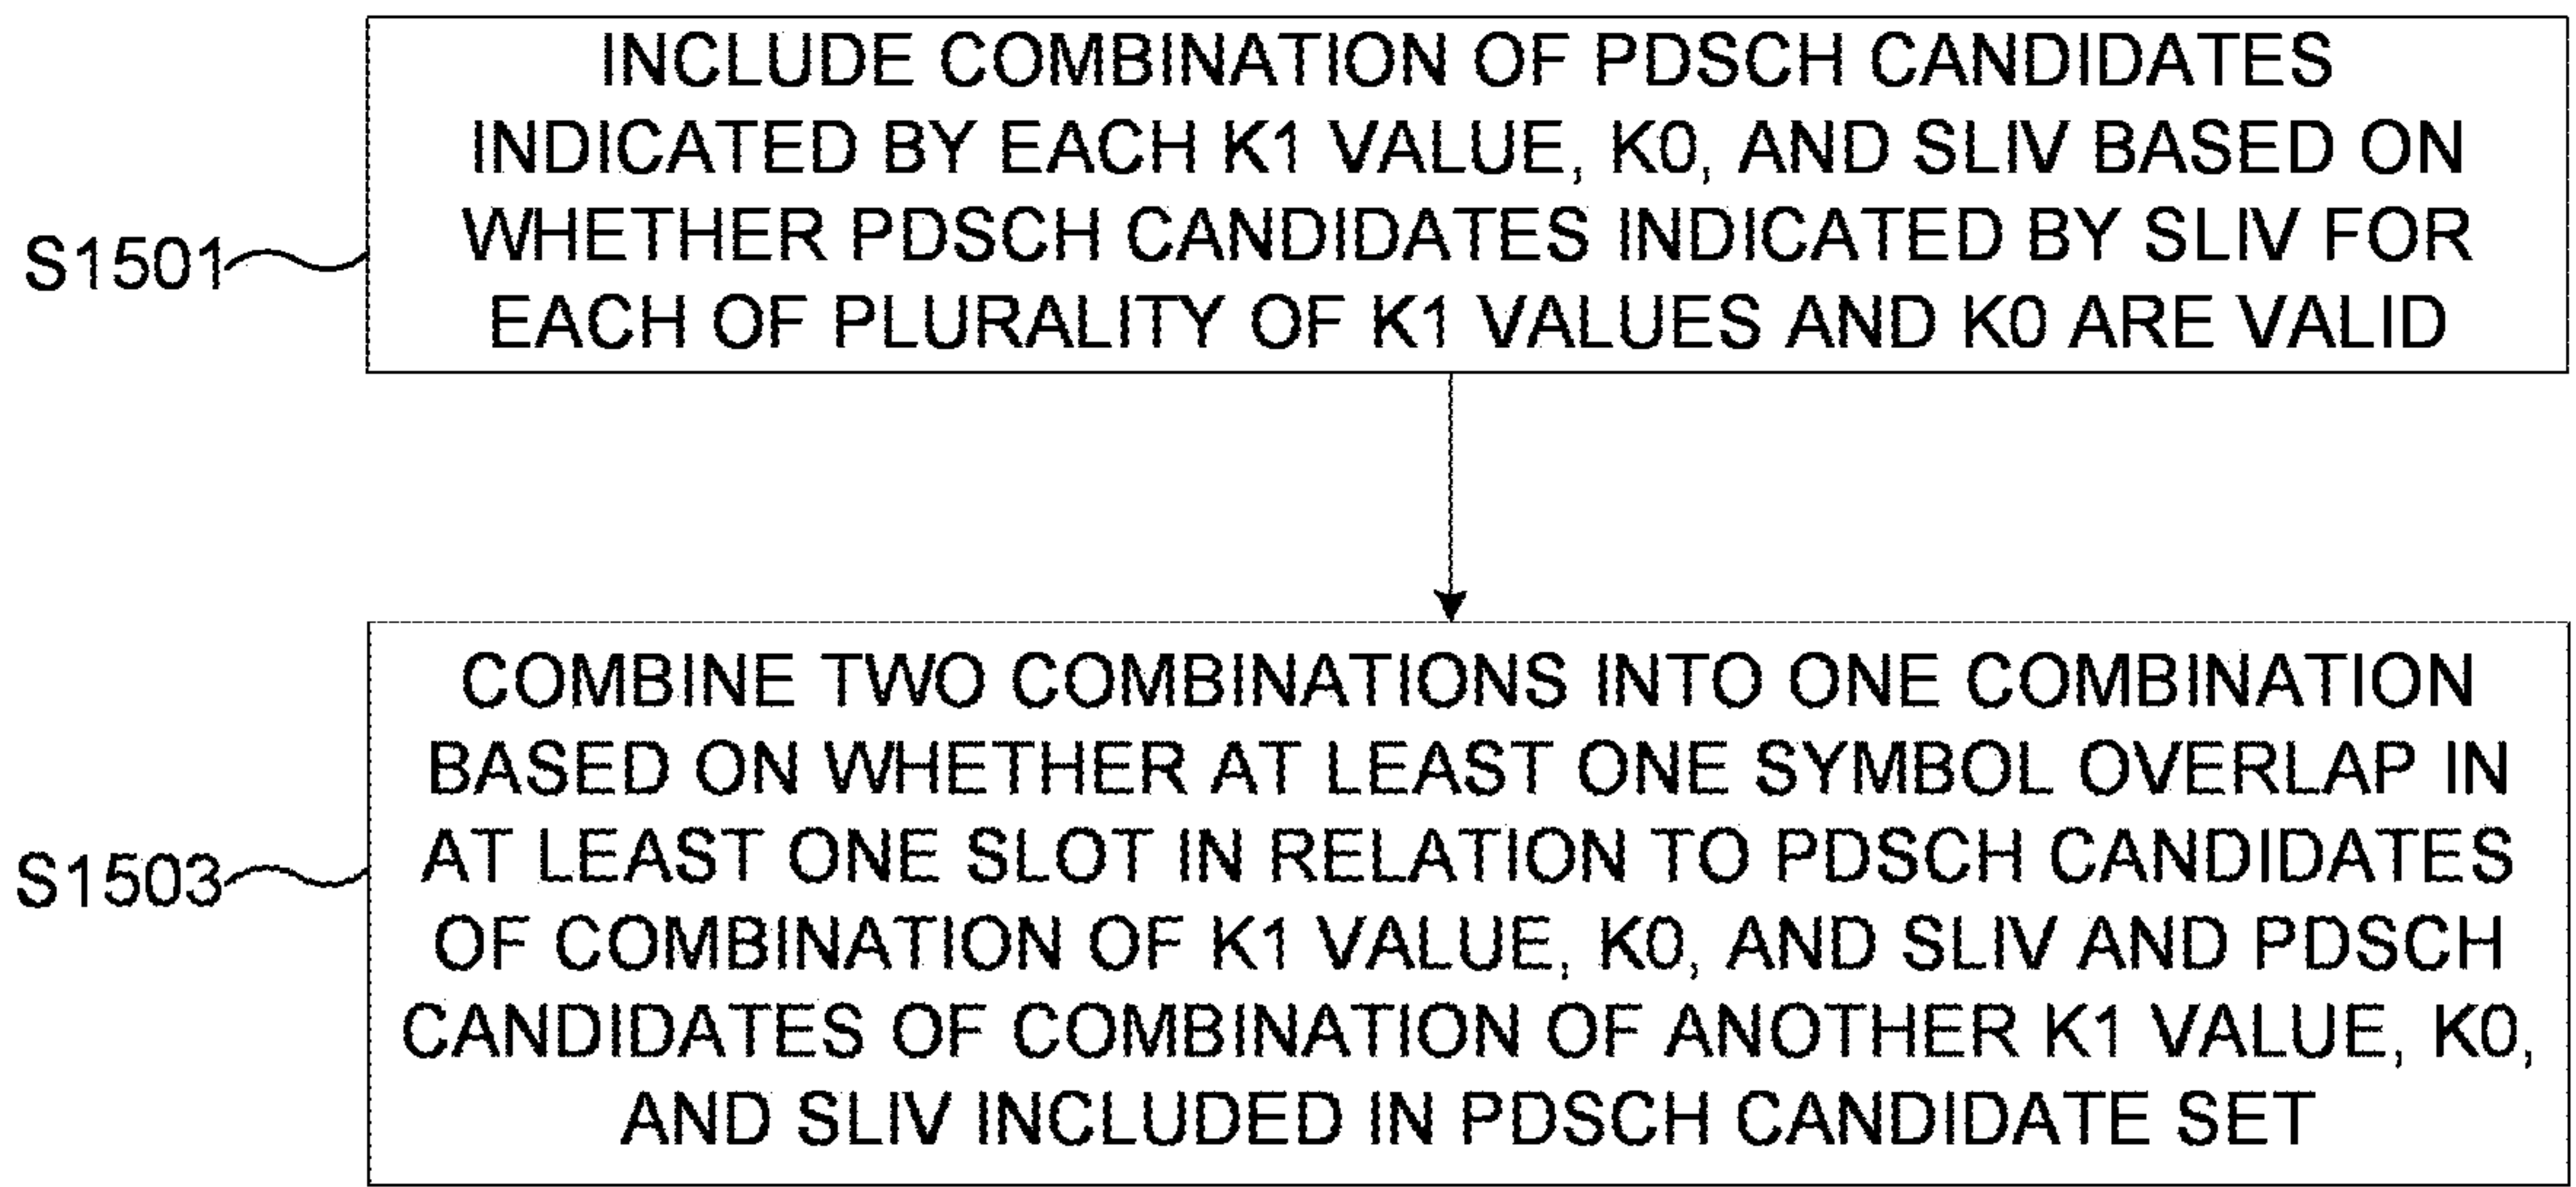 INCLUDE COMBINATION OF PDSCH CANDIDATES
INDICATED BY EACH K1 VALUE, K0, AND SLIV BASED ON
WHETHER PDSCH CANDIDATES INDICATED BY SLIV FOR
EACH OF PLURALITY OF K1 VALUES AND K0 ARE VALID
S1501
COMBINE TWO COMBINATIONS INTO ONE COMBINATION
BASED ON WHETHER AT LEAST ONE SYMBOL OVERLAP IN
AT LEAST ONE SLOT IN RELATION TO PDSCH CANDIDATES
OF COMBINATION OF K1 VALUE, K0, AND SLIV AND PDSCH
CANDIDATES OF COMBINATION OF ANOTHER K1 VALUE, K0,
AND SLIV INCLUDED IN PDSCH CANDIDATE SET
S1503